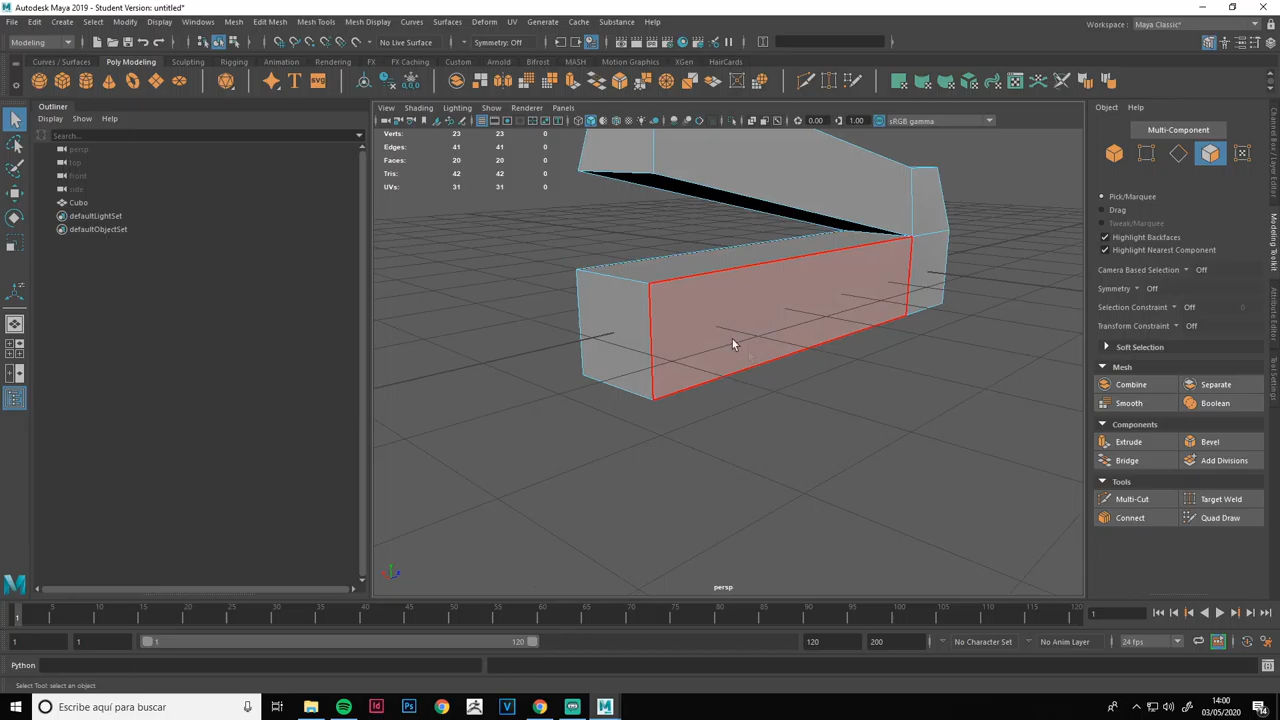 Autodesk Maya 2019 - Student Version: untitled*
File Edit Create Select Modify Display Windows Mesh Edit Mesh Mesh Tools Mesh Display Curves Surfaces Deform UV Generate Cache Substance Help
Workspace : Maya Classic*
Modeling No Live Surface Symmetry: Off
Curves / Surfaces Poly Modeling Sculpting Rigging Animation Rendering FX FX Caching Custom Arnold Bifrost MASH Motion Graphics XGen HairCards
Outliner
Display Show Help
Search...
persp
top
front
side
Cubo
defaultLightSet
defaultObjectSet
View Shading Lighting Show Renderer Panels
0.00 1.00 sRGB gamma
Verts: 23 23 0
Edges: 41 41 0
Faces: 20 20 0
Tris: 42 42 0
UVs: 31 31 0
persp
Object Help
Multi-Component
Pick/Marquee
Drag
Tweak/Marquee
Highlight Backfaces
Highlight Nearest Component
Camera Based Selection Off
Symmetry Off
Selection Constraint Off 0
Transform Constraint Off
Soft Selection
Mesh
Combine Separate
Smooth Boolean
Components
Extrude Bevel
Bridge Add Divisions
Tools
Multi-Cut Target Weld
Connect Quad Draw
Channel Box / Layer Editor
Modeling Toolkit
Tool Settings
5 10 15 20 25 30 35 40 45 50 55 60 65 70 75 80 85 90 95 100 105 110 115 120
1 1
1 1 1 120 120 200 No Character Set No Anim Layer 24 fps
Python
Select Tool: select an object
Escribe aquí para buscar
14:00
03/05/2020